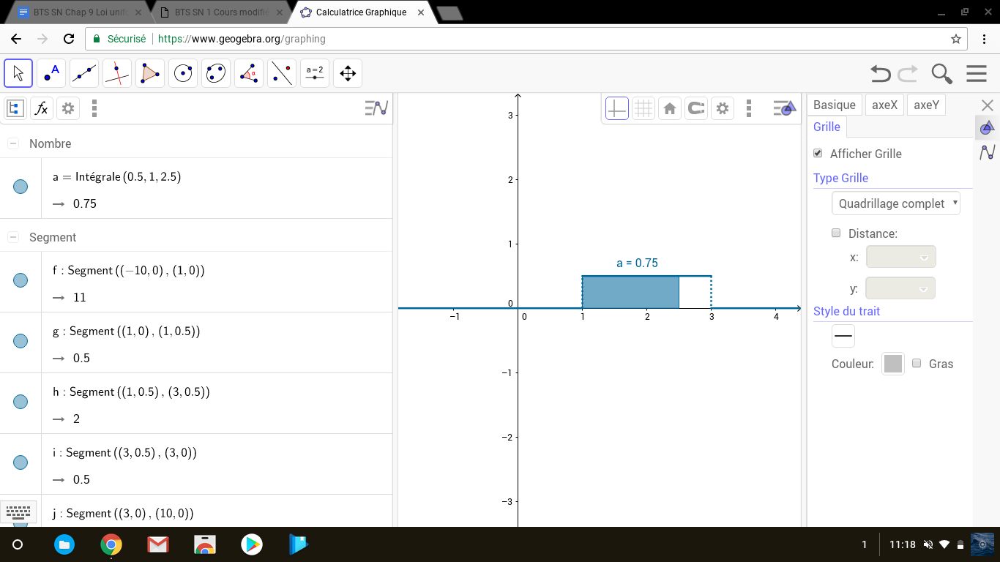 BTS SN Chap 9 Loi unif
BTS SN 1 Cours modifié
Calculatrice Graphique
Sécurisé https://www.geogebra.org/graphing
A
α
a=2
fx
Nombre
a = Intégrale (0.5, 1, 2.5)
→ 0.75
Segment
f : Segment ((−10, 0) , (1, 0))
→ 11
g : Segment ((1, 0) , (1, 0.5))
→ 0.5
h : Segment ((1, 0.5) , (3, 0.5))
→ 2
i : Segment ((3, 0.5) , (3, 0))
→ 0.5
j : Segment ((3, 0) , (10, 0))
3
2
1
a = 0.75
0
−1 0 1 2 3 4
−1
−2
−3
Basique axeX axeY
Grille
Afficher Grille
Type Grille
Quadrillage complet
Distance:
x:
y:
Style du trait
Couleur: Gras
1 11:18